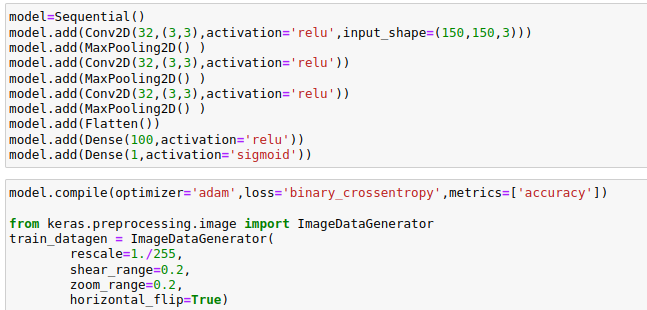 model=Sequential()
model.add(Conv2D(32,(3,3),activation='relu',input_shape=(150,150,3)))
model.add(MaxPooling2D() )
model.add(Conv2D(32,(3,3),activation='relu'))
model.add(MaxPooling2D() )
model.add(Conv2D(32,(3,3),activation='relu'))
model.add(MaxPooling2D() )
model.add(Flatten())
model.add(Dense(100,activation='relu'))
model.add(Dense(1,activation='sigmoid'))
model.compile(optimizer='adam',loss='binary_crossentropy',metrics=['accuracy'])
from keras.preprocessing.image import ImageDataGenerator
train_datagen = ImageDataGenerator(
        rescale=1./255,
        shear_range=0.2,
        zoom_range=0.2,
        horizontal_flip=True)